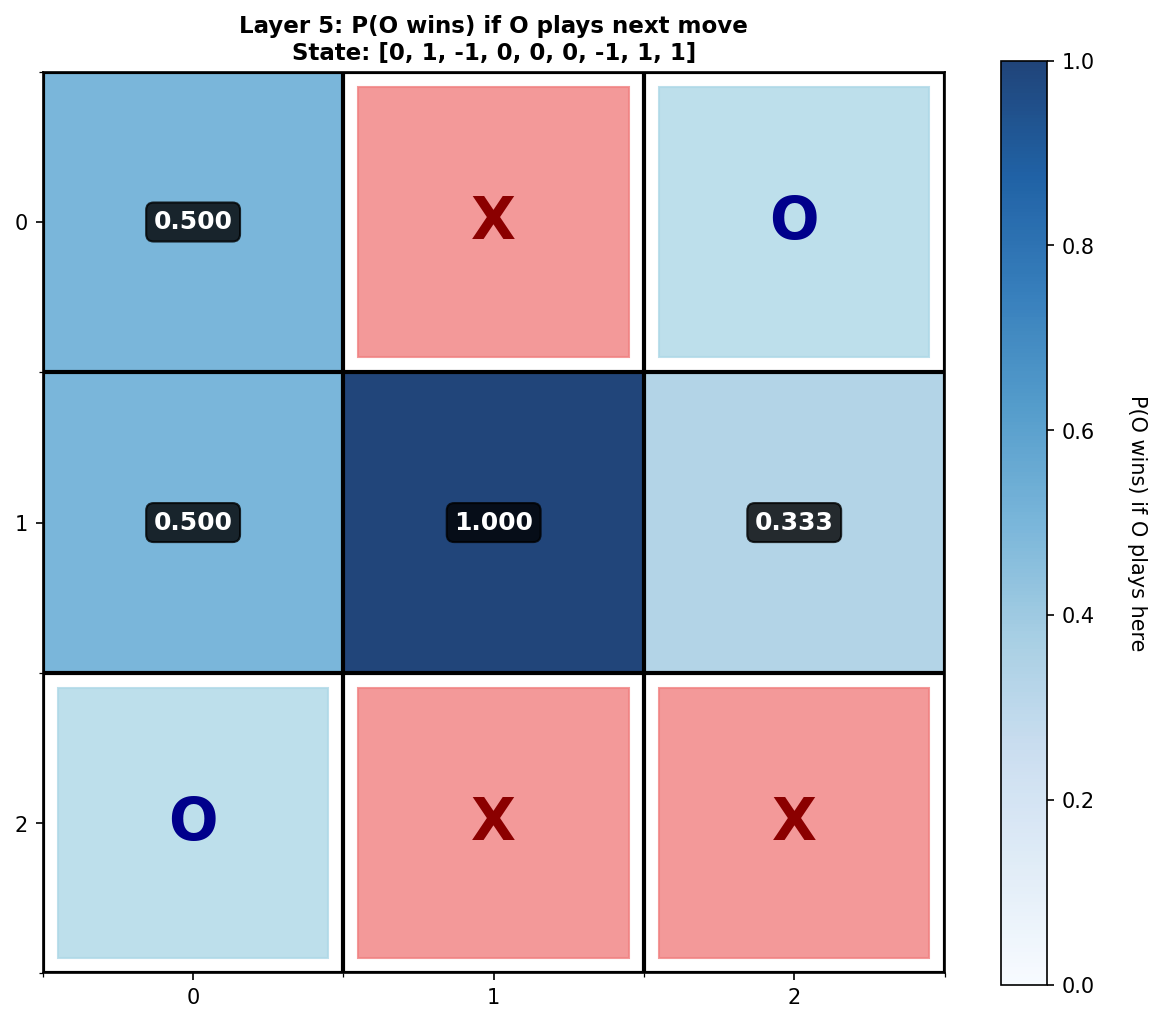 Layer 5: P(O wins) if O plays next move
State: [0, 1, -1, 0, 0, 0, -1, 1, 1]
0
0.500
X
O
1
0.500
1.000
0.333
2
O
X
X
0
1
2
1.0
0.8
0.6
0.4
0.2
0.0
P(O wins) if O plays here